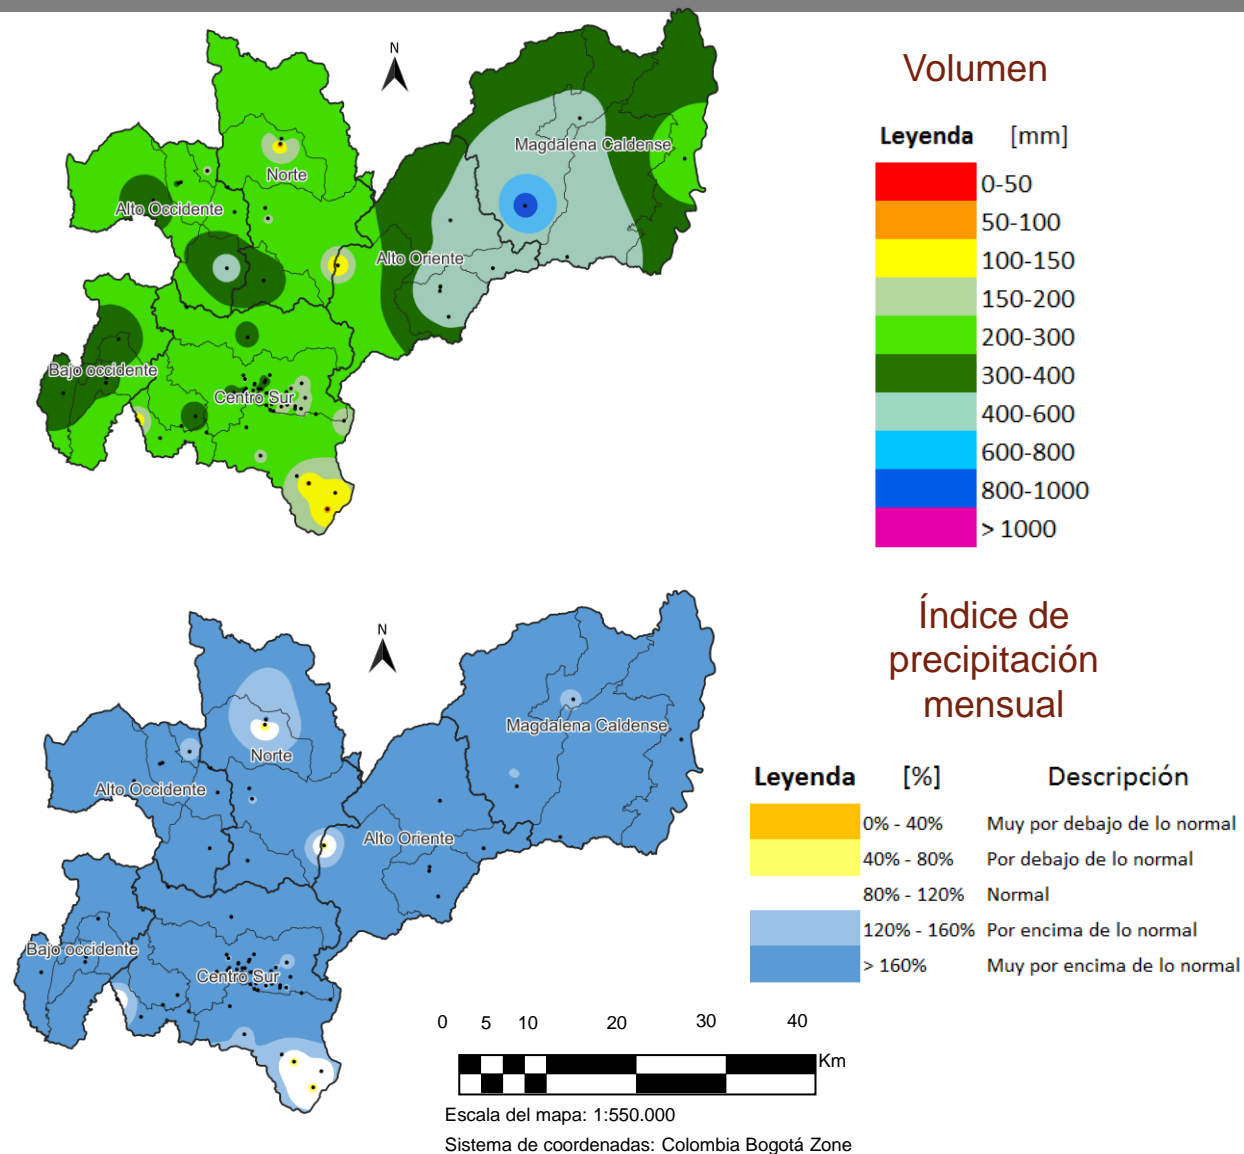 N
Magdalena Caldense
Norte
Alto Occidente
Alto Oriente
Bajo occidente
Centro Sur
Volumen
Leyenda [mm]
0-50
50-100
100-150
150-200
200-300
300-400
400-600
600-800
800-1000
> 1000
N
Magdalena Caldense
Norte
Alto Occidente
Alto Oriente
Bajo occidente
Centro Sur
Índice de
precipitación
mensual
Leyenda [%] Descripción
0% - 40% Muy por debajo de lo normal
40% - 80% Por debajo de lo normal
80% - 120% Normal
120% - 160% Por encima de lo normal
> 160% Muy por encima de lo normal
0 5 10 20 30 40
Km
Escala del mapa: 1:550.000
Sistema de coordenadas: Colombia Bogotá Zone